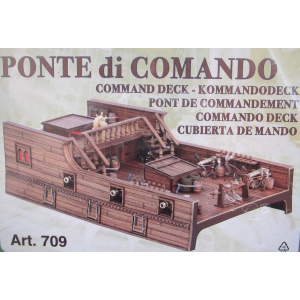 PONTE di COMANDO
COMMAND DECK - KOMMANDODECK
PONT DE COMMANDEMENT
COMMANDO DECK
CUBIERTA DE MANDO
Art. 709